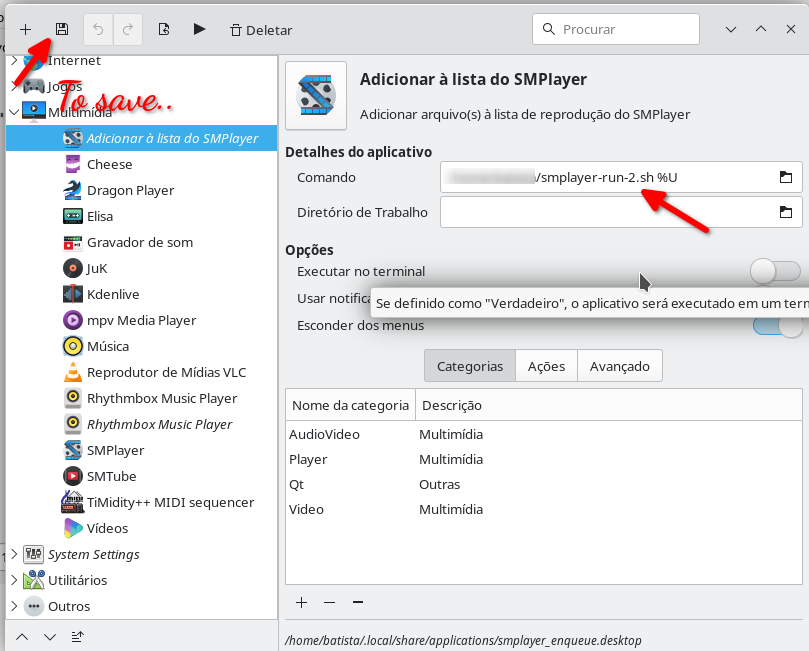 Deletar
Procurar
Internet
Jogos
To save..
Multimídia
Adicionar à lista do SMPlayer
Cheese
Dragon Player
Elisa
Gravador de som
JuK
Kdenlive
mpv Media Player
Música
Reprodutor de Mídias VLC
Rhythmbox Music Player
Rhythmbox Music Player
SMPlayer
SMTube
TiMidity++ MIDI sequencer
Vídeos
System Settings
Utilitários
Outros
Adicionar à lista do SMPlayer
Adicionar arquivo(s) à lista de reprodução do SMPlayer
Detalhes do aplicativo
Comando /smplayer-run-2.sh %U
Diretório de Trabalho
Opções
Executar no terminal
Usar
Se definido como "Verdadeiro", o aplicativo será executado em um
Esconder dos menus
Categorias Ações Avançado
Nome da categoria Descrição
AudioVideo Multimídia
Player Multimídia
Qt Outras
Video Multimídia
/home/batista/.local/share/applications/smplayer_enqueue.desktop